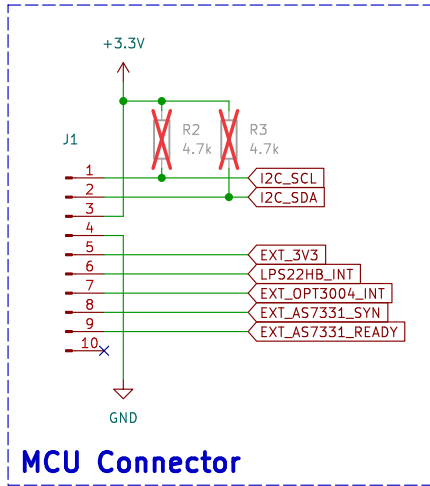 +3.3V
J1
R2
4.7k
R3
4.7k
1
I2C_SCL
2
I2C_SDA
3
4
5
EXT_3V3
6
LPS22HB_INT
7
EXT_OPT3004_INT
8
EXT_AS7331_SYN
9
EXT_AS7331_READY
10
GND
MCU Connector